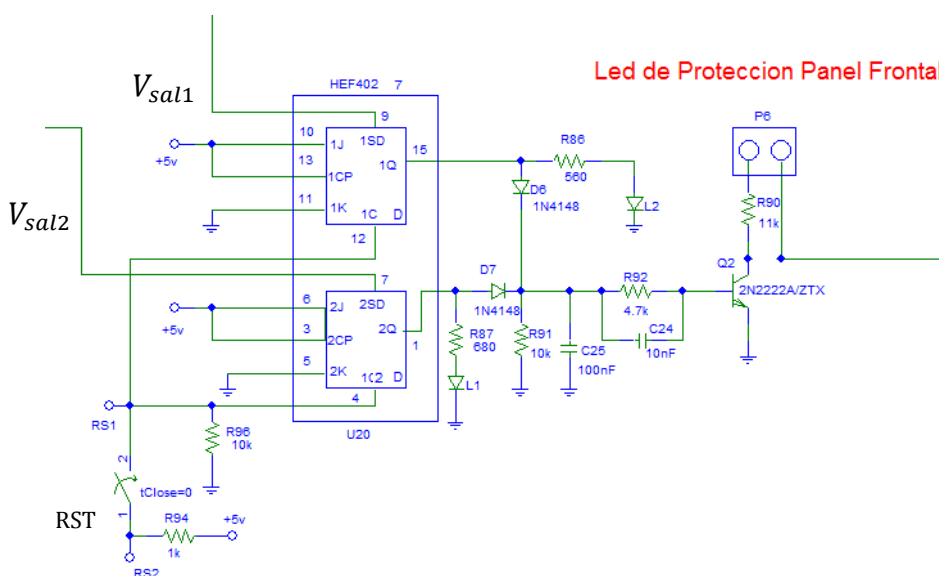 Led de Proteccion Panel Frontal
HEF402 7
V_sal1
9
P6
10
1J
1SD
15
R86
+5v
13
1CP
1Q
560
D6
11
1K
1N4148
L2
V_sal2
1C D
R90
12
11k
7
Q2
6
2J
2SD
D7
R92
2N2222A/ZTX
+5v
3
2CP
2Q
1N4148
4.7k
1
R87
R91
C24
5
680
10k
C25
10nF
2K
1C2 D
100nF
4
L1
RS1
R96
U20
10k
2
tClose=0
RST
1
R94
+5v
1k
RS2